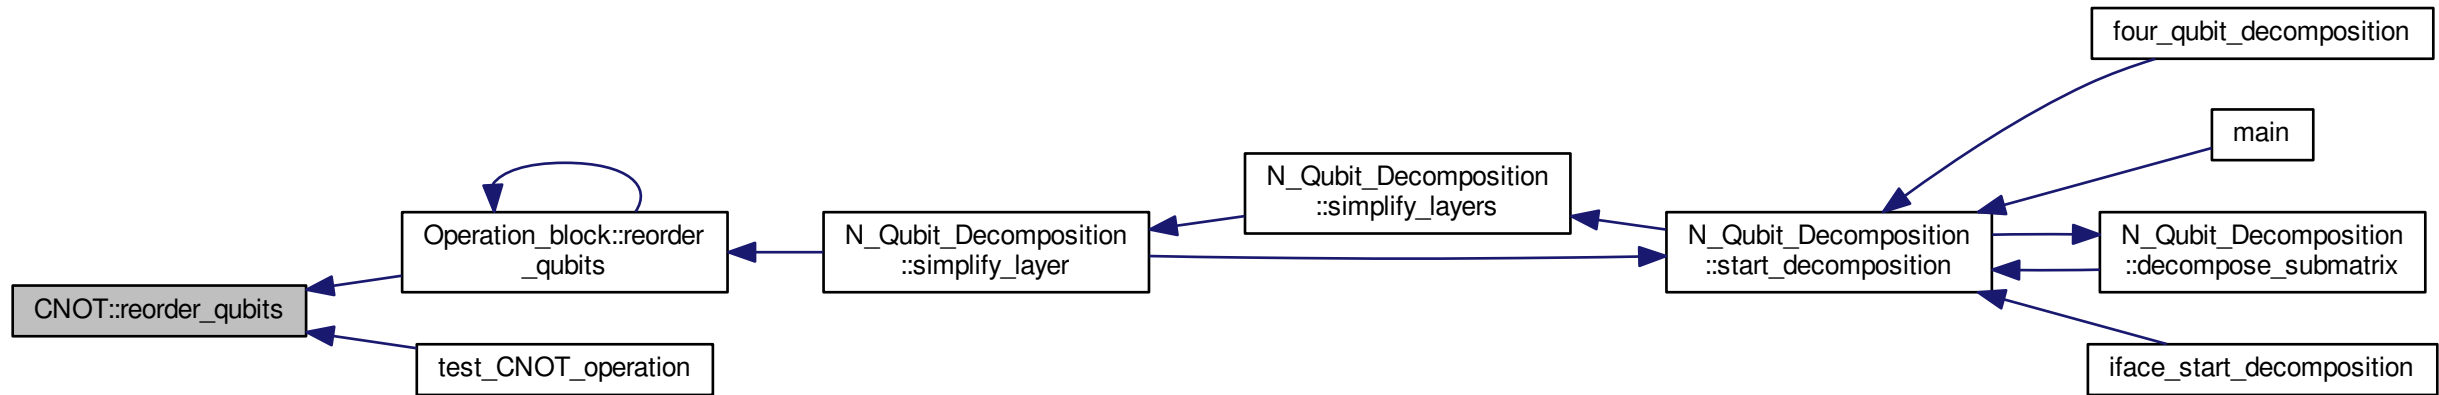 four_qubit_decomposition
main
N_Qubit_Decomposition
::simplify_layers
Operation_block::reorder
_qubits
N_Qubit_Decomposition
::simplify_layer
N_Qubit_Decomposition
::start_decomposition
N_Qubit_Decomposition
::decompose_submatrix
CNOT::reorder_qubits
test_CNOT_operation
iface_start_decomposition